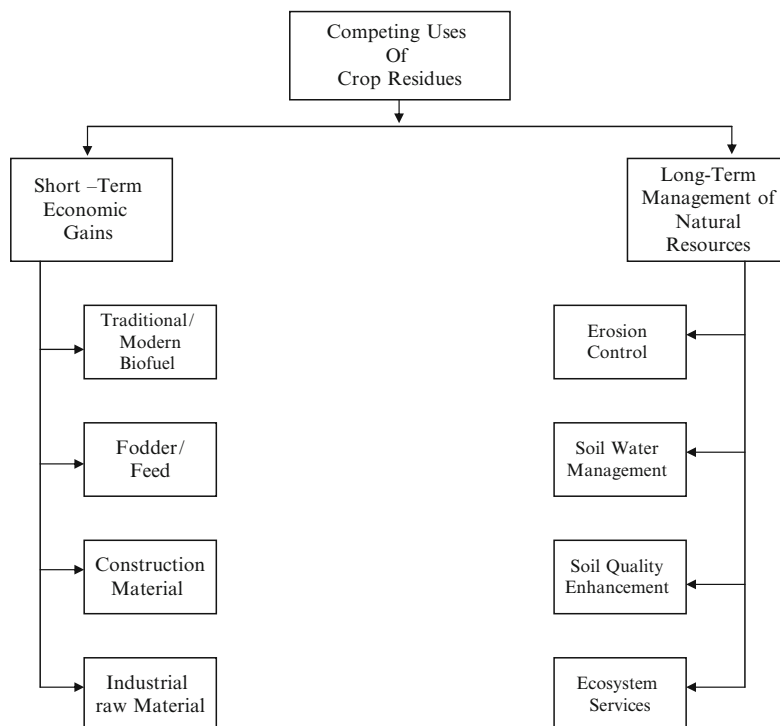 Competing Uses
Of
Crop Residues
Short –Term
Economic
Gains
Long-Term
Management of
Natural
Resources
Traditional/
Modern
Biofuel
Fodder/
Feed
Construction
Material
Industrial
raw Material
Erosion
Control
Soil Water
Management
Soil Quality
Enhancement
Ecosystem
Services